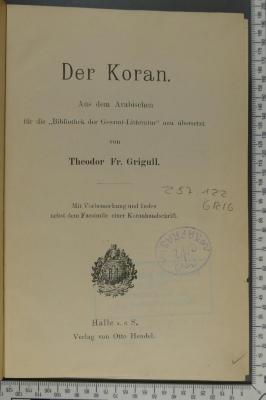 Der Koran.
Aus dem Arabischen
für die „Bibliothek der Gesamt-Litteratur“ neu übersetzt
von
Theodor Fr. Grigull.
Mit Vorbemerkung und Index
nebst dem Facsimile einer Koranhandschrift.
252 122
GR16
Halle a. d. S.
Verlag von Otto Hendel.